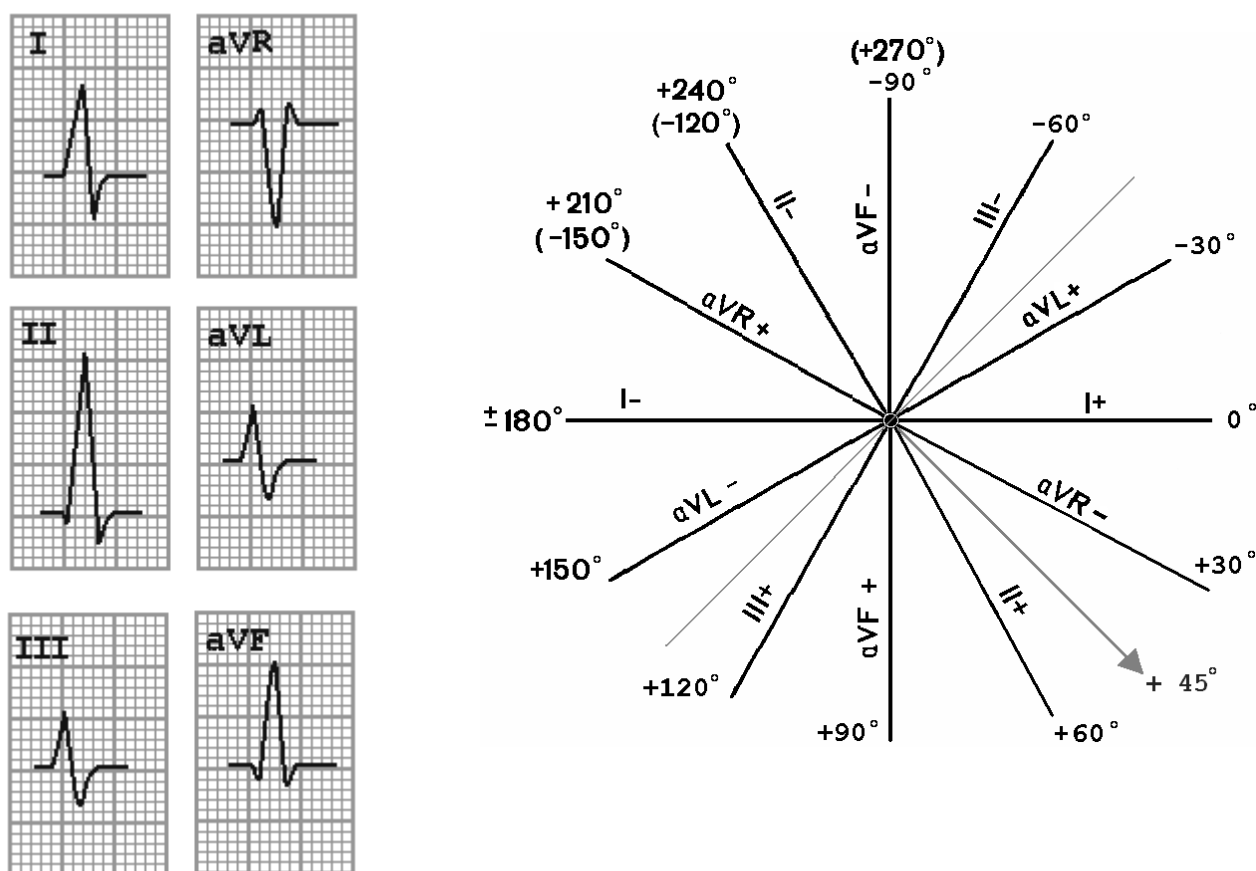 I
aVR
II
aVL
III
aVF
(+270°)
-90°
+240°
(-120°)
-60°
+210°
(-150°)
-30°
II-
aVF -
III-
aVR +
aVL +
±180°
I-
I+
0°
aVL -
aVR -
+150°
III+
aVF +
II+
+30°
+120°
+ 45°
+90°
+60°